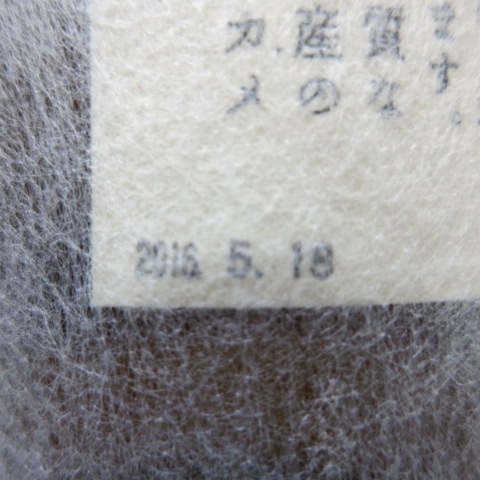 ます。
質な
産の
カメ
2016. 5. 18